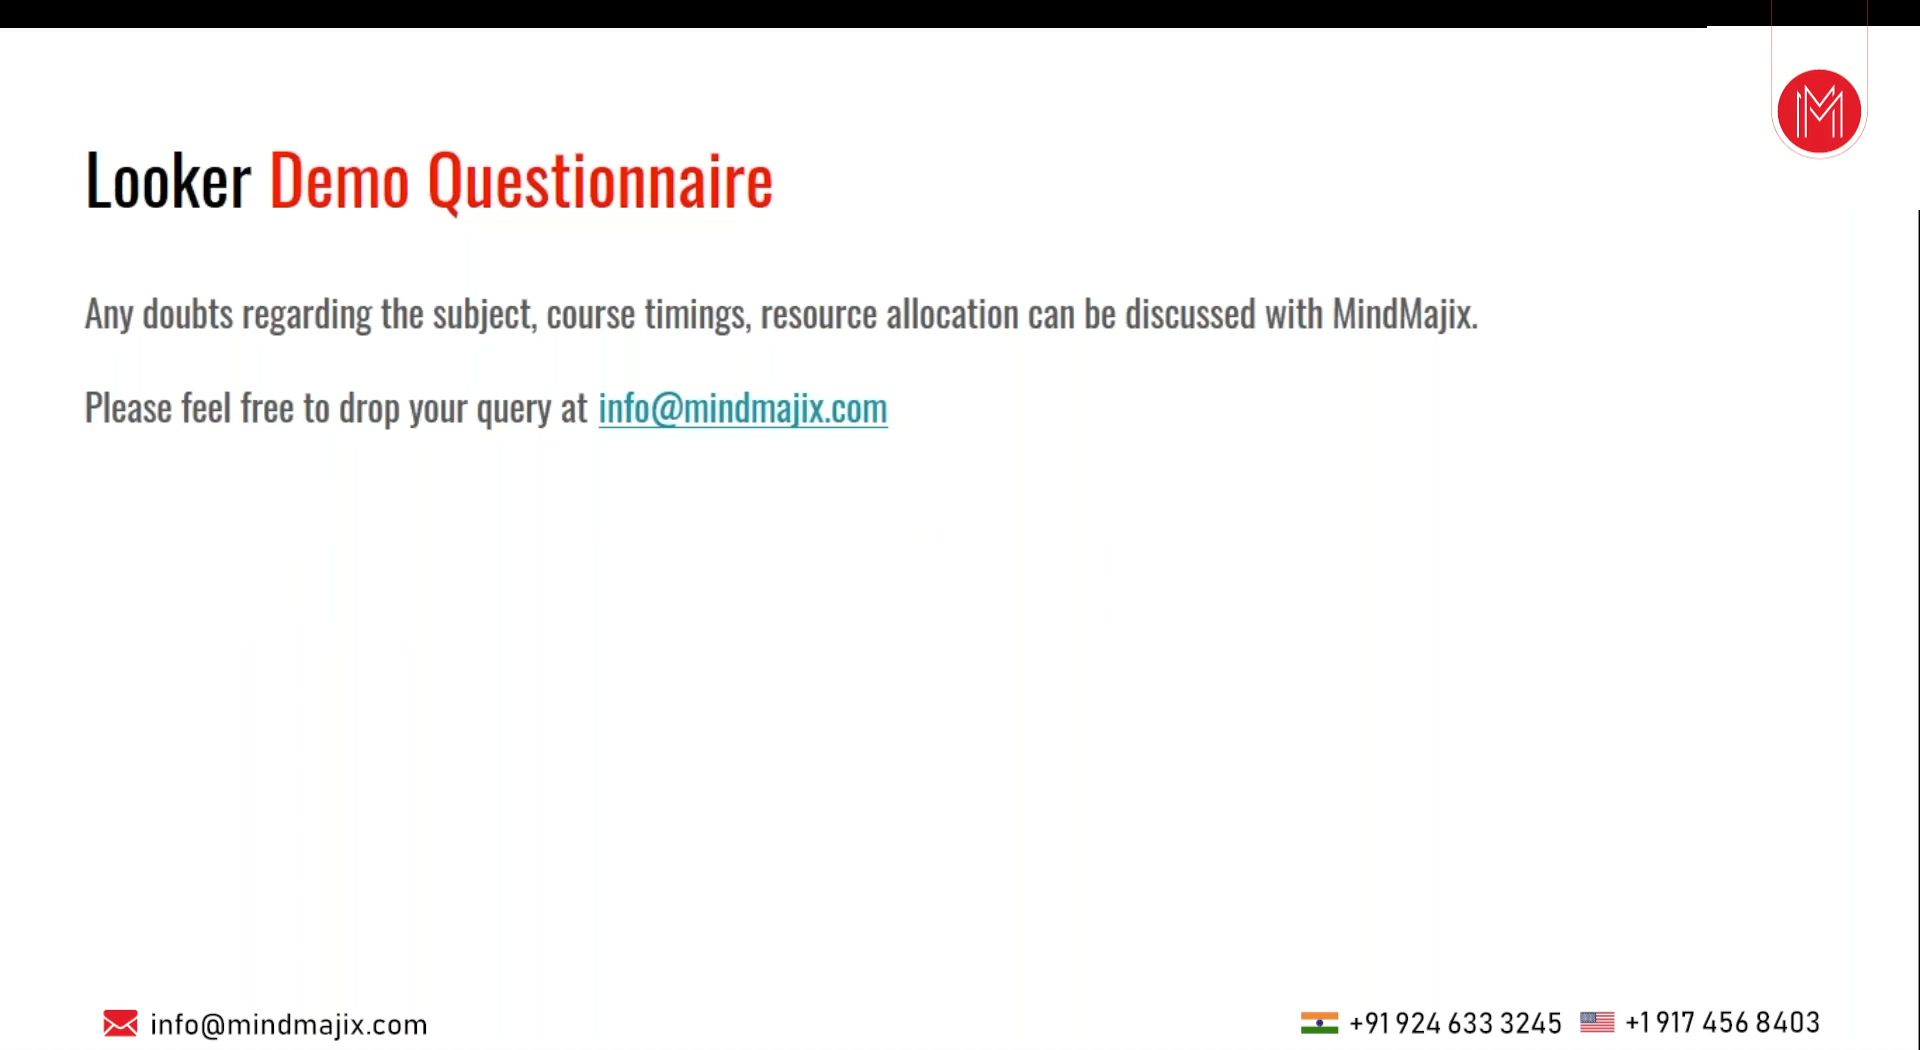 Looker Demo Questionnaire
Any doubts regarding the subject, course timings, resource allocation can be discussed with MindMajix.
Please feel free to drop your query at info@mindmajix.com
info@mindmajix.com
+91 924 633 3245
+1 917 456 8403